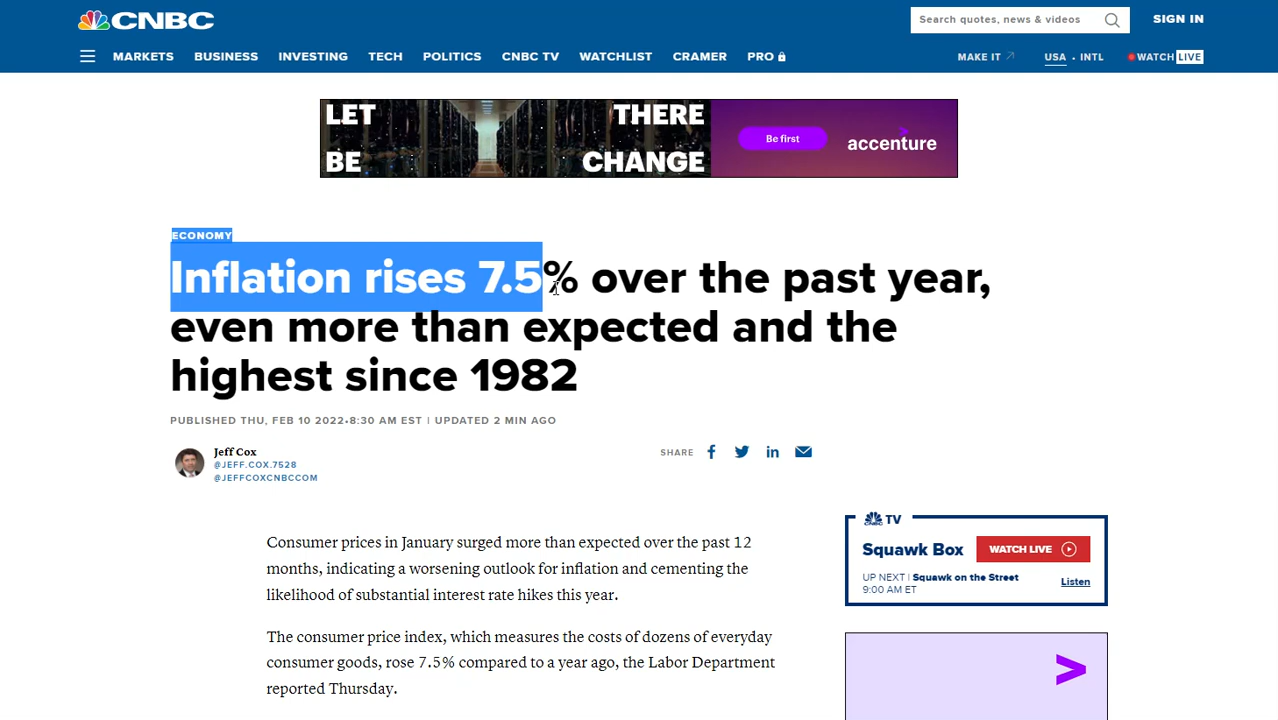 CNBC
Search quotes, news & videos
SIGN IN
MARKETS BUSINESS INVESTING TECH POLITICS CNBC TV WATCHLIST CRAMER PRO
MAKE IT USA • INTL WATCH LIVE
LET THERE
BE CHANGE
Be first
accenture
ECONOMY
Inflation rises 7.5% over the past year,
even more than expected and the
highest since 1982
PUBLISHED THU, FEB 10 2022•8:30 AM EST | UPDATED 2 MIN AGO
Jeff Cox
@JEFF.COX.7528
@JEFFCOXCNBCCOM
SHARE
Consumer prices in January surged more than expected over the past 12
months, indicating a worsening outlook for inflation and cementing the
likelihood of substantial interest rate hikes this year.
The consumer price index, which measures the costs of dozens of everyday
consumer goods, rose 7.5% compared to a year ago, the Labor Department
reported Thursday.
CNBC TV
Squawk Box
WATCH LIVE
UP NEXT | Squawk on the Street
9:00 AM ET
Listen